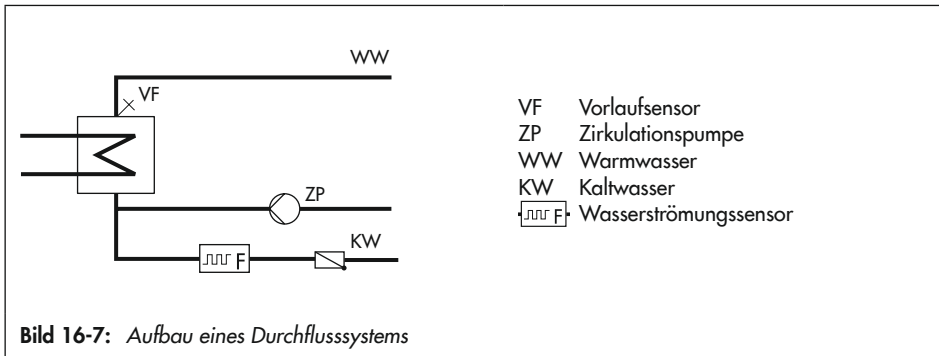 WW
VF
ZP
KW
F
VF Vorlaufsensor
ZP Zirkulationspumpe
WW Warmwasser
KW Kaltwasser
F Wasserströmungssensor
Bild 16-7: Aufbau eines Durchflusssystems